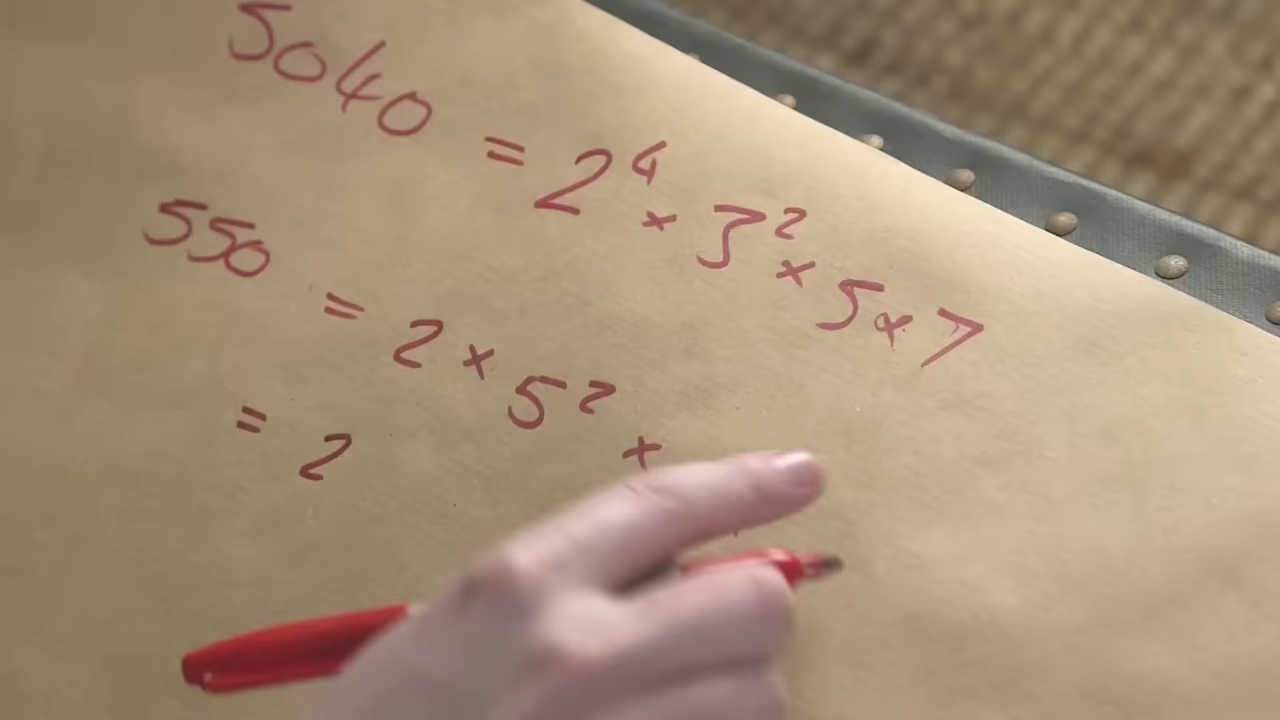 5040 = 2⁴ × 3² × 5 × 7
550 = 2 × 5² ×
= 2